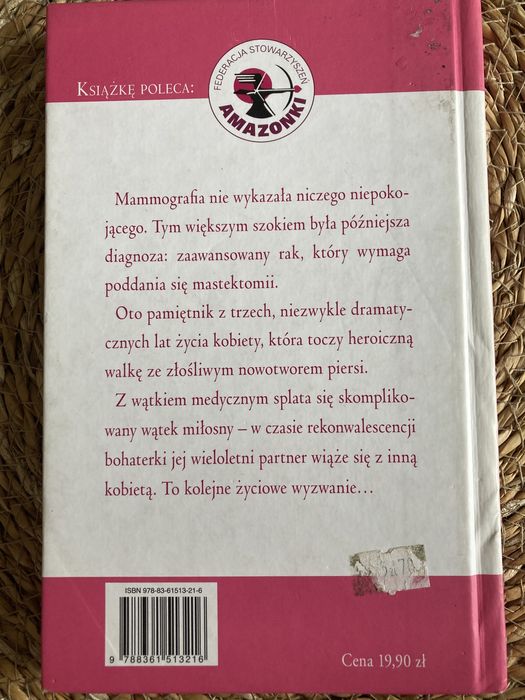 KSIĄŻKĘ POLECA:
FEDERACJA STOWARZYSZEŃ
AMAZONKI
Mammografia nie wykazała niczego niepoko-
jącego. Tym większym szokiem była późniejsza
diagnoza: zaawansowany rak, który wymaga
poddania się mastektomii.
Oto pamiętnik z trzech, niezwykle dramaty-
cznych lat życia kobiety, która toczy heroiczną
walkę ze złośliwym nowotworem piersi.
Z wątkiem medycznym splata się skompliko-
wany wątek miłosny – w czasie rekonwalescencji
bohaterki jej wieloletni partner wiąże się z inną
kobietą. To kolejne życiowe wyzwanie...
ISBN 978-83-61513-21-6
9 788361 513216
Cena 19,90 zł